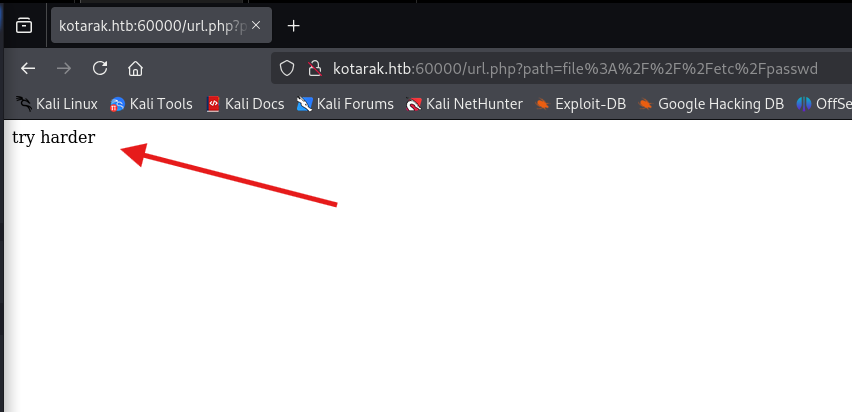 kotarak.htb:60000/url.php?p
kotarak.htb:60000/url.php?path=file%3A%2F%2F%2Fetc%2Fpasswd
Kali Linux Kali Tools Kali Docs Kali Forums Kali NetHunter Exploit-DB Google Hacking DB OffSe
try harder